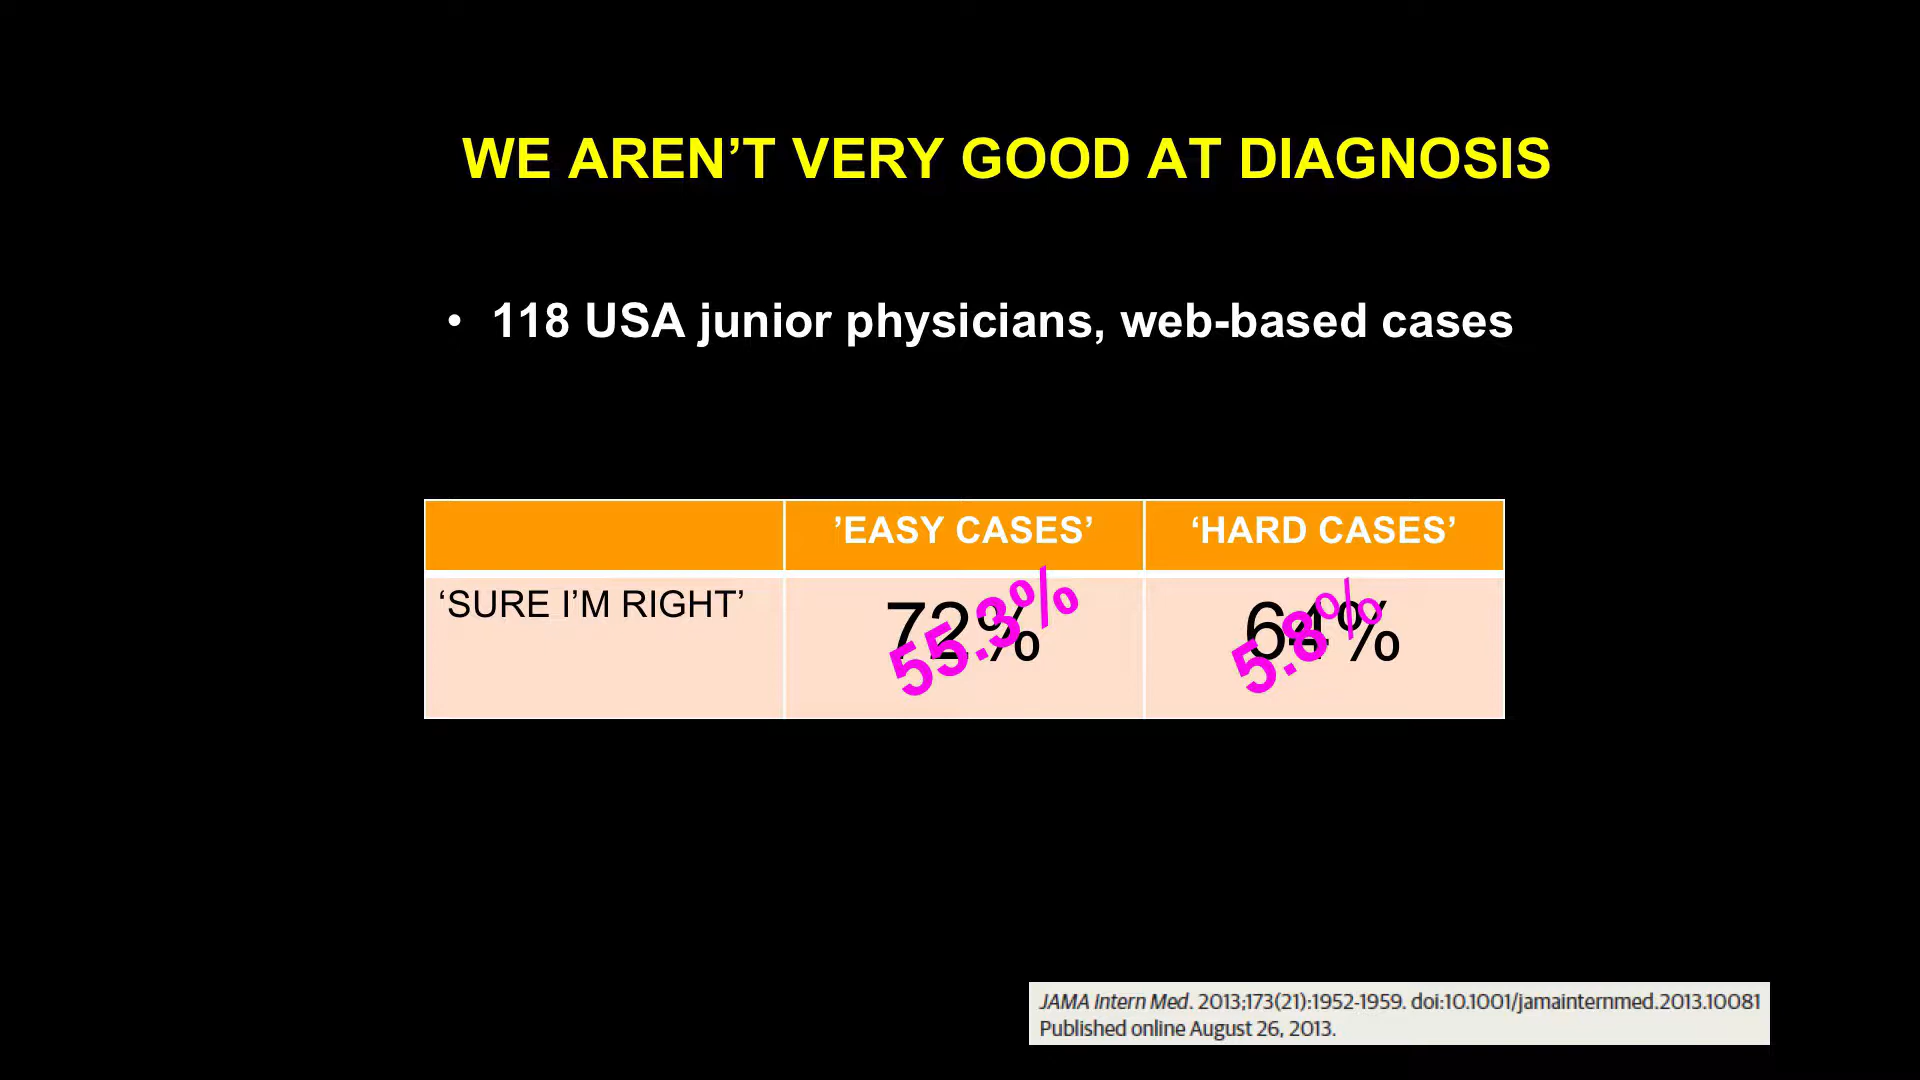 WE AREN’T VERY GOOD AT DIAGNOSIS
• 118 USA junior physicians, web-based cases
’EASY CASES’ ‘HARD CASES’
‘SURE I’M RIGHT’ 72% 64%
55.3% 5.8%
JAMA Intern Med. 2013;173(21):1952-1959. doi:10.1001/jamainternmed.2013.10081
Published online August 26, 2013.